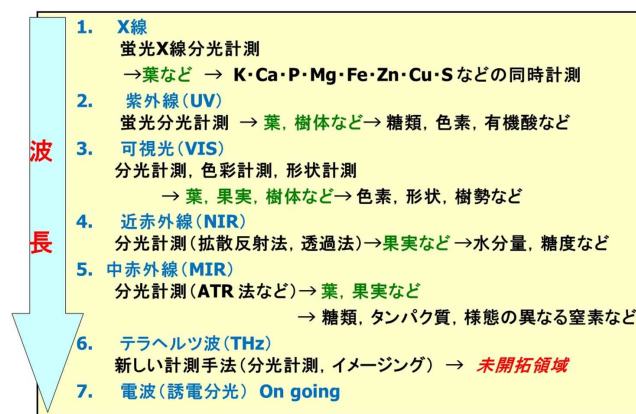 波長
1. X線
蛍光X線分光計測
→葉など → K・Ca・P・Mg・Fe・Zn・Cu・Sなどの同時計測
2. 紫外線(UV)
蛍光分光計測 → 葉, 樹体など→ 糖類, 色素, 有機酸など
3. 可視光(VIS)
分光計測, 色彩計測, 形状計測
→ 葉, 果実, 樹体など→色素, 形状, 樹勢など
4. 近赤外線(NIR)
分光計測(拡散反射法, 透過法)→果実など→水分量, 糖度など
5. 中赤外線(MIR)
分光計測(ATR法など)→ 葉, 果実など
→ 糖類, タンパク質, 様態の異なる窒素など
6. テラヘルツ波(THz)
新しい計測手法(分光計測, イメージング) → 未開拓領域
7. 電波(誘電分光) On going